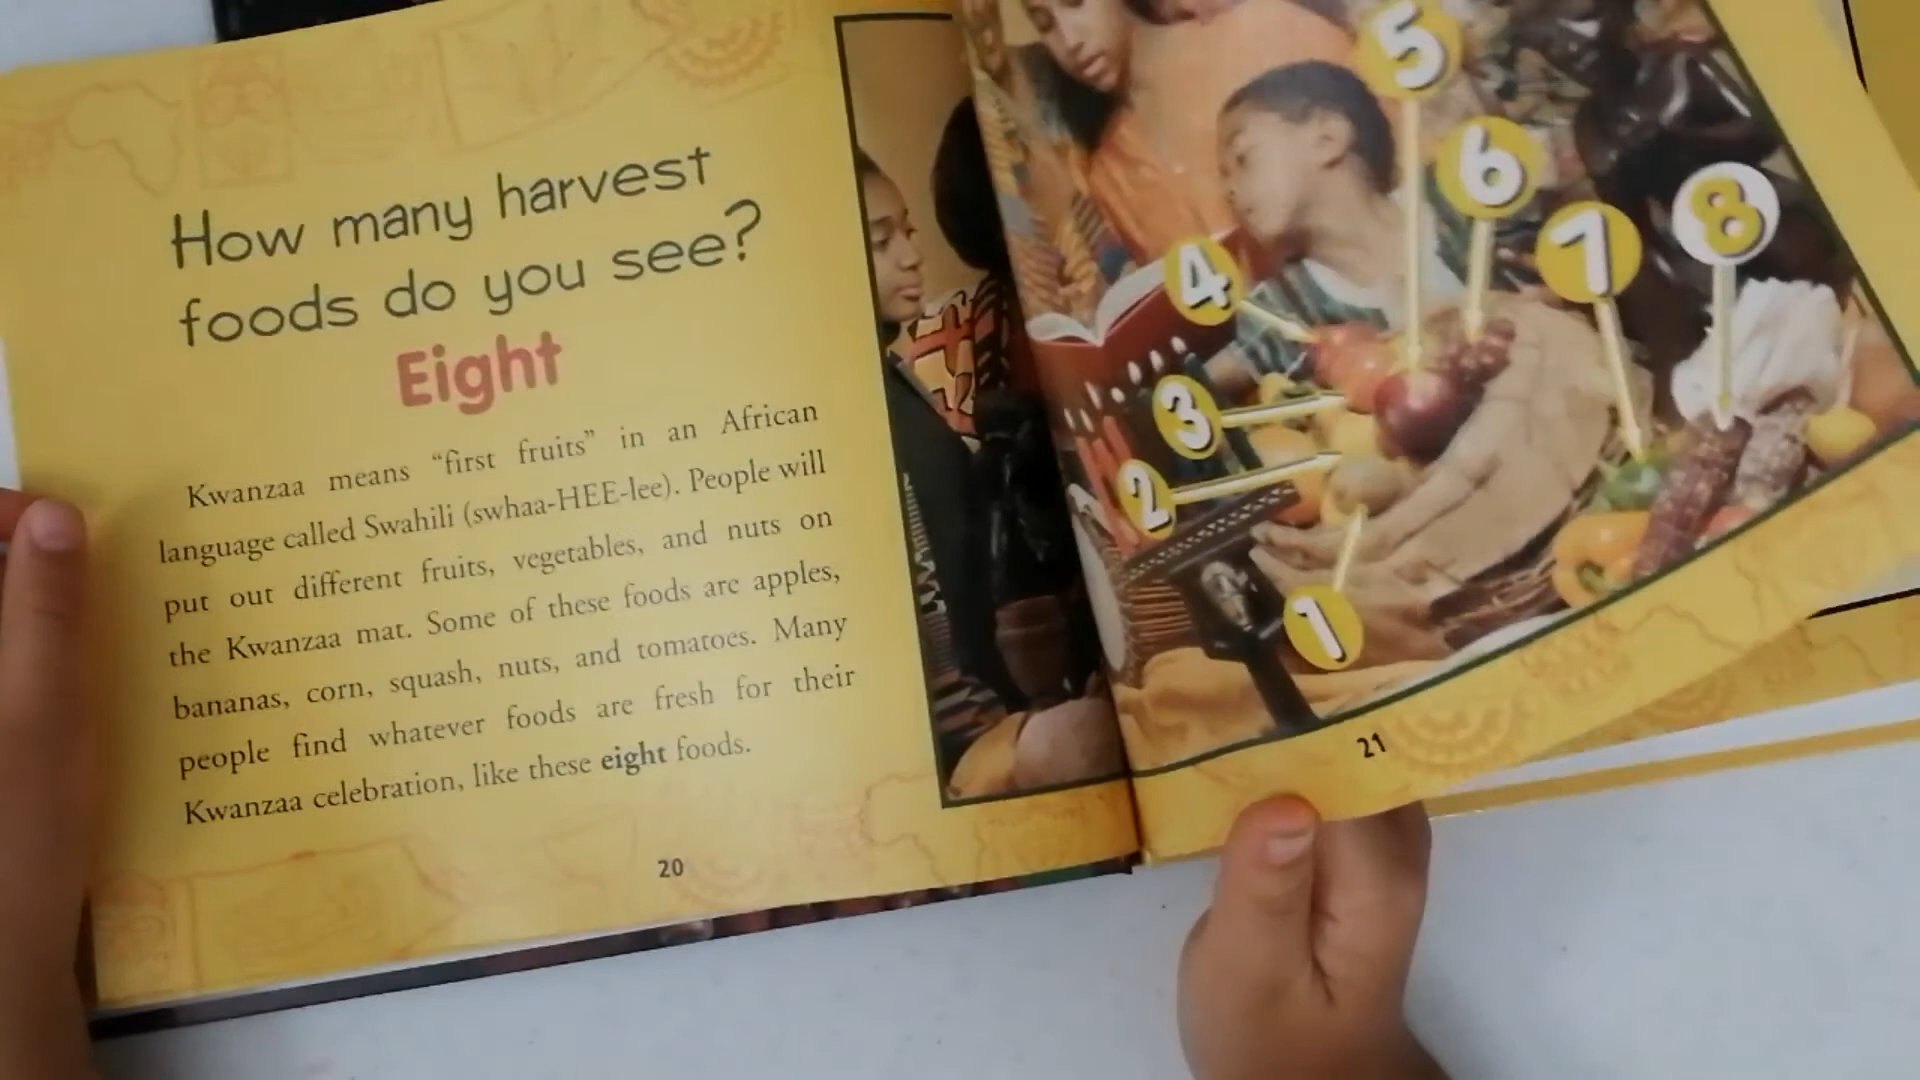 How many harvest
foods do you see?
Eight
Kwanzaa means “first fruits” in an African
language called Swahili (swhaa-HEE-lee). People will
put out different fruits, vegetables, and nuts on
the Kwanzaa mat. Some of these foods are apples,
bananas, corn, squash, nuts, and tomatoes. Many
people find whatever foods are fresh for their
Kwanzaa celebration, like these eight foods.
20
5
6
7
8
4
3
2
1
21